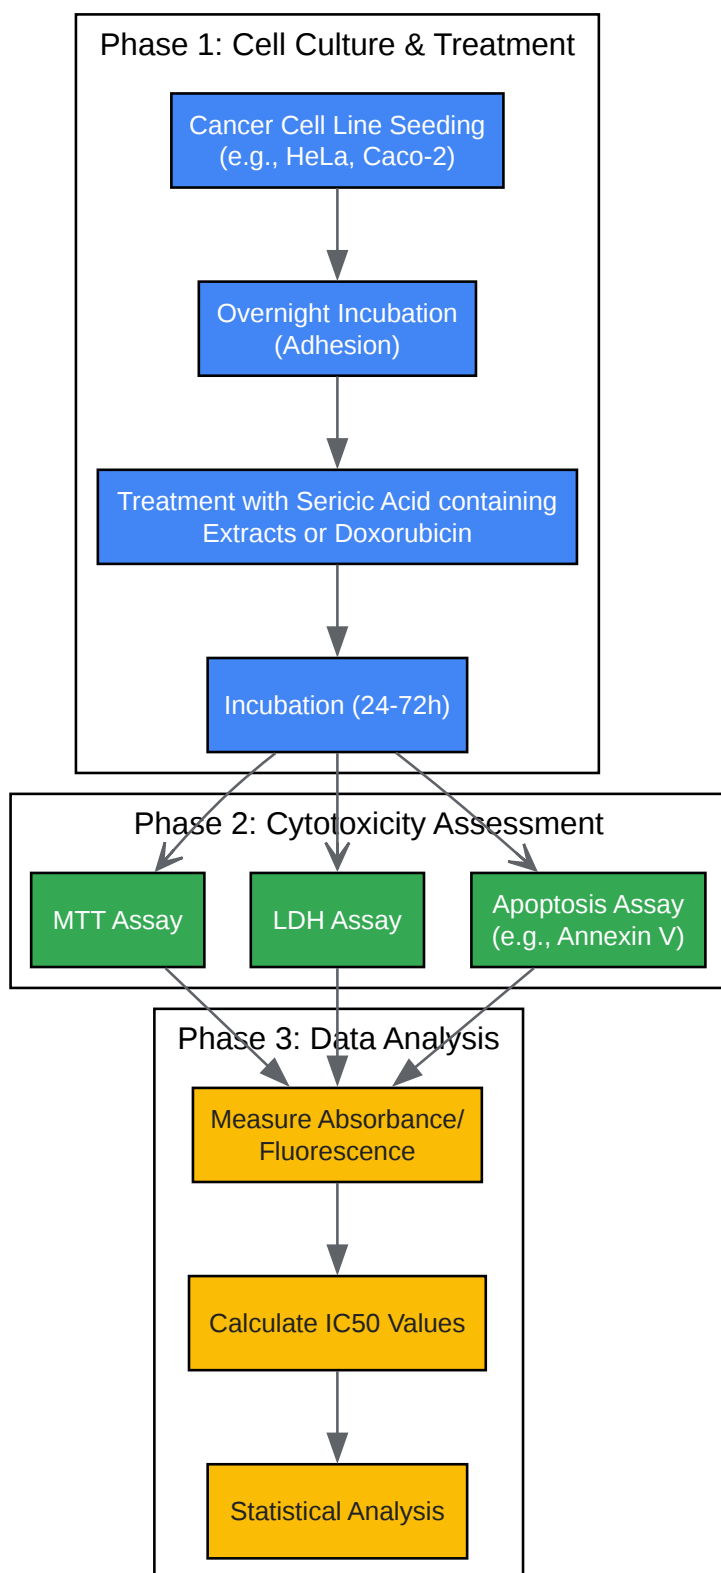 Phase 1: Cell Culture & Treatment
Cancer Cell Line Seeding
(e.g., HeLa, Caco-2)
Overnight Incubation
(Adhesion)
Treatment with Sericic Acid containing
Extracts or Doxorubicin
Incubation (24-72h)
Phase 2: Cytotoxicity Assessment
MTT Assay
LDH Assay
Apoptosis Assay
(e.g., Annexin V)
Phase 3: Data Analysis
Measure Absorbance/
Fluorescence
Calculate IC50 Values
Statistical Analysis